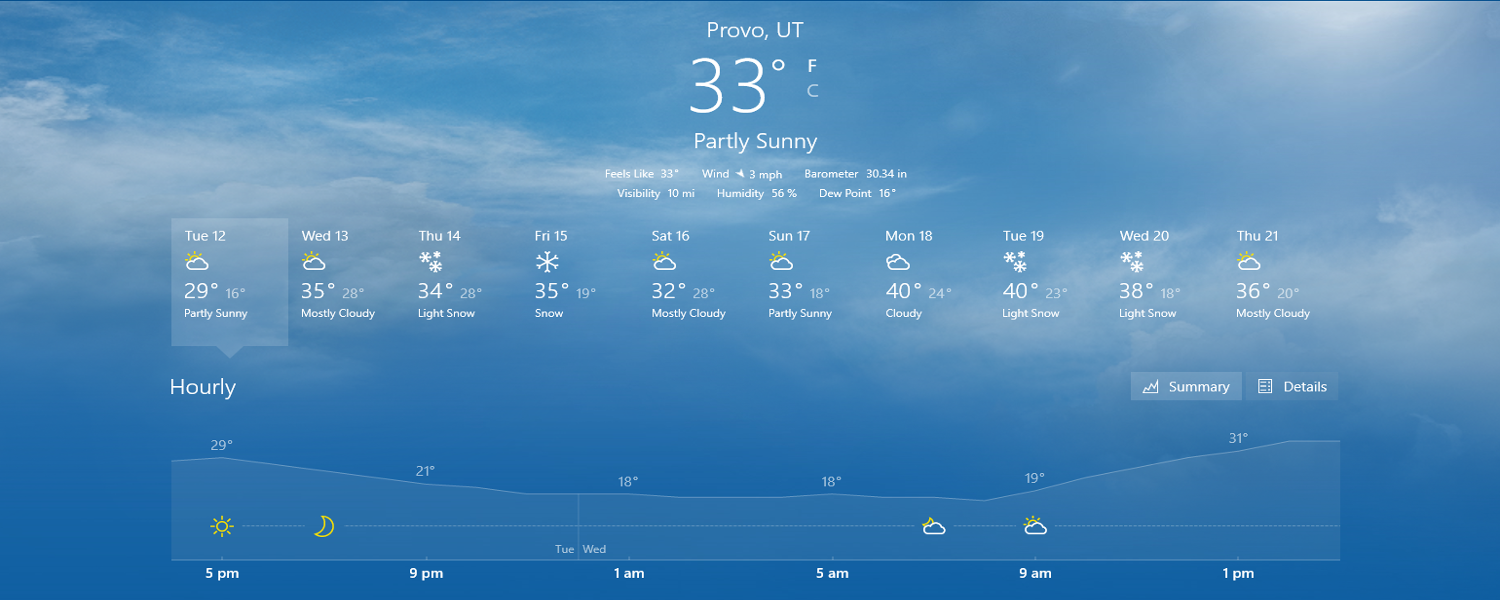 Provo, UT
33° F
C
Partly Sunny
Feels Like 33° Wind 3 mph Barometer 30.34 in
Visibility 10 mi Humidity 56 % Dew Point 16°
Tue 12 Wed 13 Thu 14 Fri 15 Sat 16 Sun 17 Mon 18 Tue 19 Wed 20 Thu 21
29° 16° 35° 28° 34° 28° 35° 19° 32° 28° 33° 18° 40° 24° 40° 23° 38° 18° 36° 20°
Partly Sunny Mostly Cloudy Light Snow Snow Mostly Cloudy Partly Sunny Cloudy Light Snow Light Snow Mostly Cloudy
Hourly Summary Details
29° 21° 18° 18° 19° 31°
Tue Wed
5 pm 9 pm 1 am 5 am 9 am 1 pm